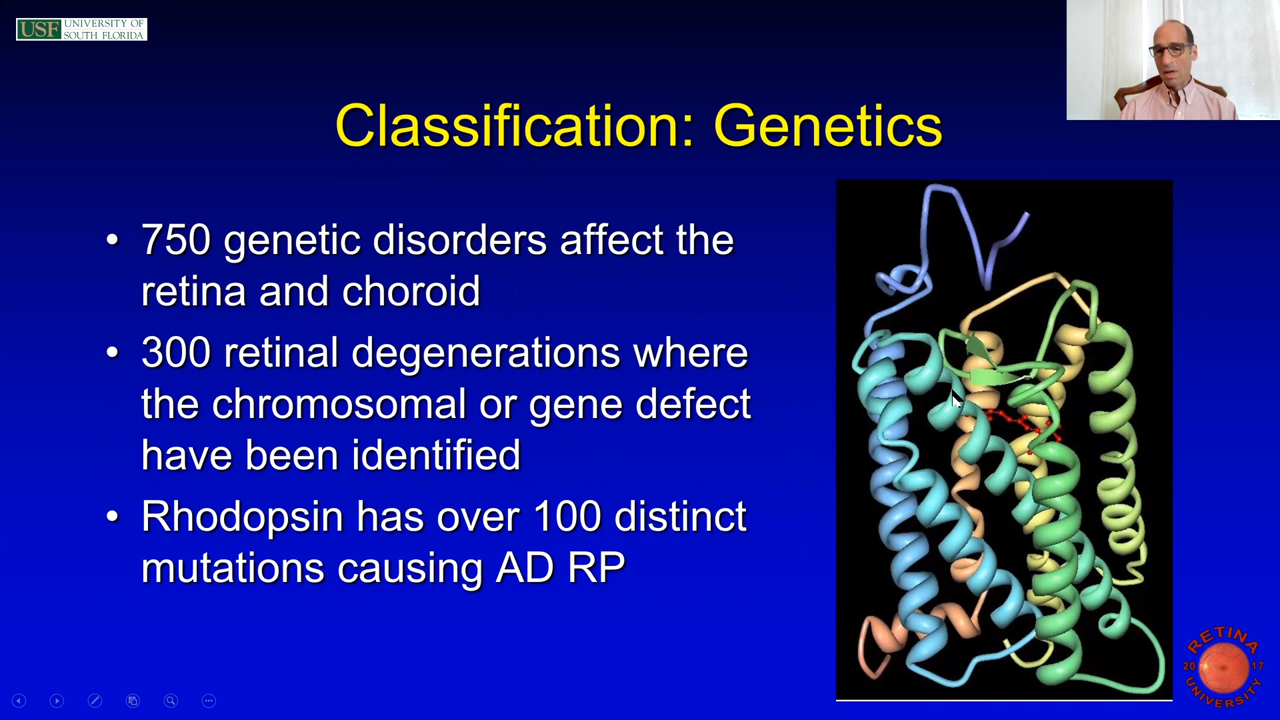 USF UNIVERSITY OF
SOUTH FLORIDA
Classification: Genetics
• 750 genetic disorders affect the
retina and choroid
• 300 retinal degenerations where
the chromosomal or gene defect
have been identified
• Rhodopsin has over 100 distinct
mutations causing AD RP
RETINA
20 17
UNIVERSITY